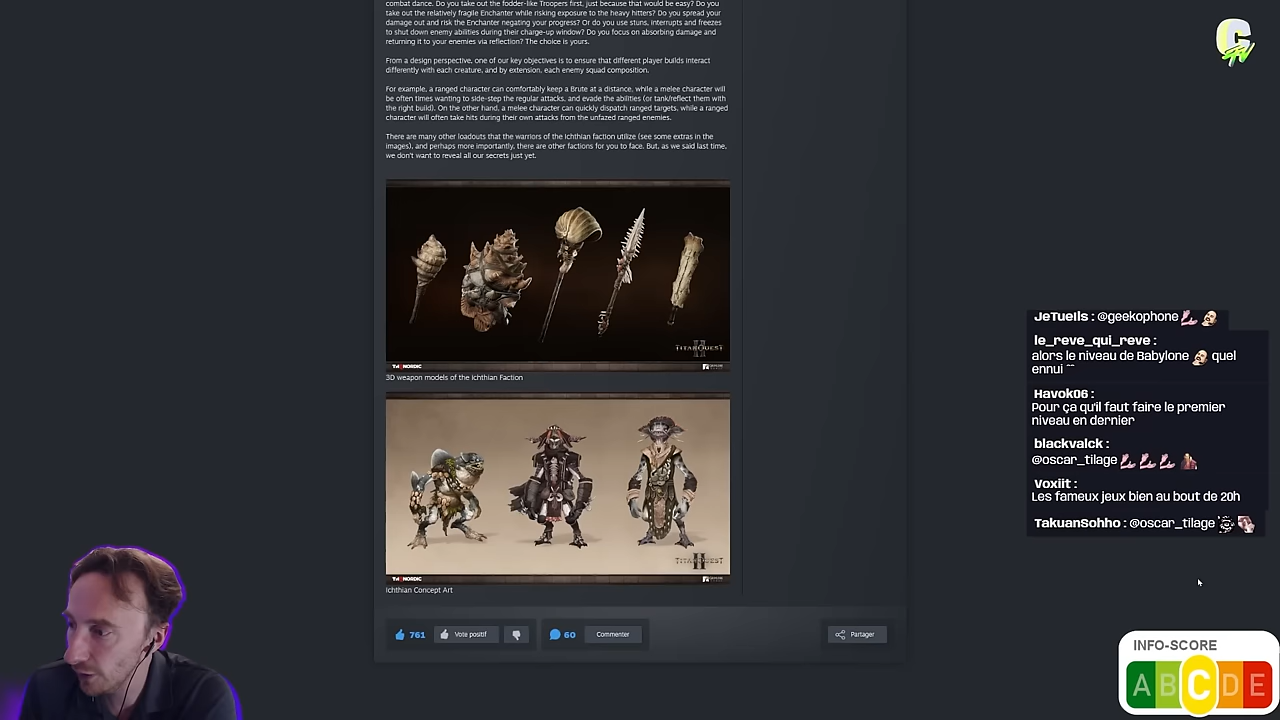 combat dance. Do you take out the fodder-like Troopers first, just because that would be easy? Do you
take out the relatively fragile Enchanter while risking exposure to the heavy hitters? Do you spread your
damage out and risk the Enchanter negating your progress? Or do you use stuns, interrupts and freezes
to shut down enemy abilities during their charge-up window? Do you focus on absorbing damage and
returning it to your enemies via reflection? The choice is yours.
From a design perspective, one of our key objectives is to ensure that different player builds interact
differently with each creature, and by extension, each enemy squad composition.
For example, a ranged character can comfortably keep a Brute at a distance, while a melee character will
be often times wanting to side-step the regular attacks, and evade the abilities (or tank/reflect them with
the right build). On the other hand, a melee character can quickly dispatch ranged targets, while a ranged
character will often take hits during their own attacks from the unfazed ranged enemies.
There are many other loadouts that the warriors of the Ichthian faction utilize (see some extras in the
images), and perhaps more importantly, there are other factions for you to face. But, as we said last time,
we don't want to reveal all our secrets just yet.
TITAN QUEST
II
THQ NORDIC
3D weapon models of the Ichthian Faction
TITAN QUEST
II
THQ NORDIC
Ichthian Concept Art
761
Vote positif
60
Commenter
Partager
G
TV
JeTueils : @geekophone
le_reve_qui_reve :
alors le niveau de Babylone quel
ennui ^^
Havok06 :
Pour ça qu'il faut faire le premier
niveau en dernier
blackvalck :
@oscar_tilage
Voxiit :
Les fameux jeux bien au bout de 20h
TakuanSohho : @oscar_tilage
INFO-SCORE
A B C D E